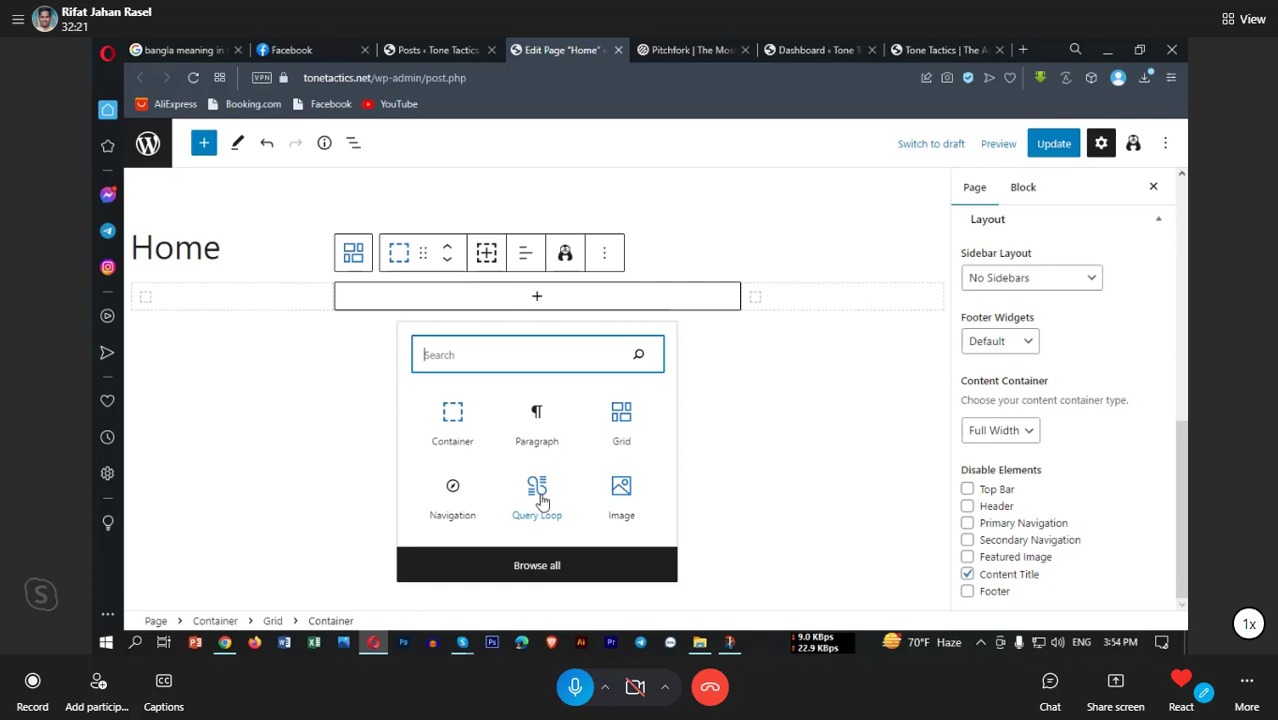 Rifat Jahan Rasel
32:21
View
bangla meaning in
Facebook
Posts ‹ Tone Tactics
Edit Page "Home"
Pitchfork | The Mos
Dashboard ‹ Tone T
Tone Tactics | The A
VPN
tonetactics.net/wp-admin/post.php
AliExpress
Booking.com
Facebook
YouTube
Switch to draft
Preview
Update
Page
Block
Layout
Home
Sidebar Layout
No Sidebars
Footer Widgets
Default
Search
Content Container
Choose your content container type.
Full Width
Container
Paragraph
Grid
Disable Elements
Top Bar
Header
Primary Navigation
Secondary Navigation
Featured Image
Content Title
Footer
Navigation
Query Loop
Image
Browse all
Page
Container
Grid
Container
9.0 KBps
22.9 KBps
70°F Haze
ENG
3:54 PM
1x
Record
Add particip...
Captions
Chat
Share screen
React
More